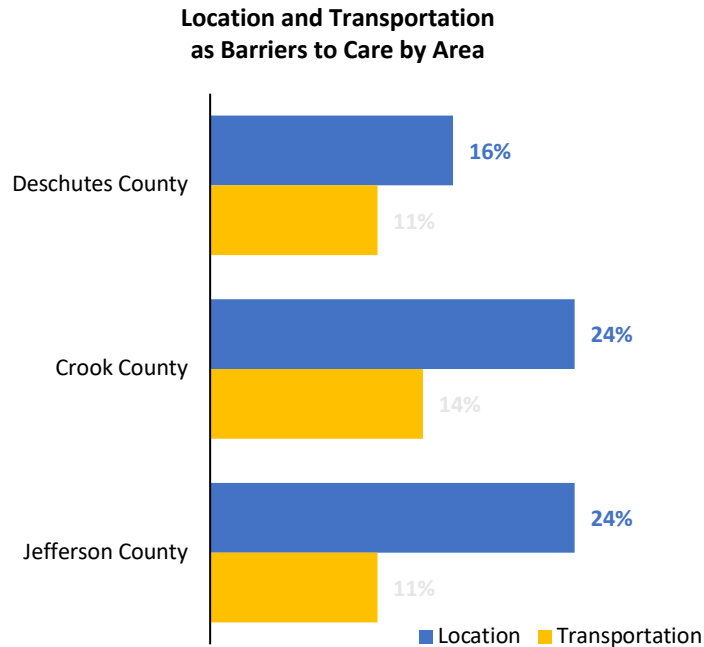 Location and Transportation
as Barriers to Care by Area
Deschutes County
16%
11%
Crook County
24%
14%
Jefferson County
24%
11%
Location Transportation